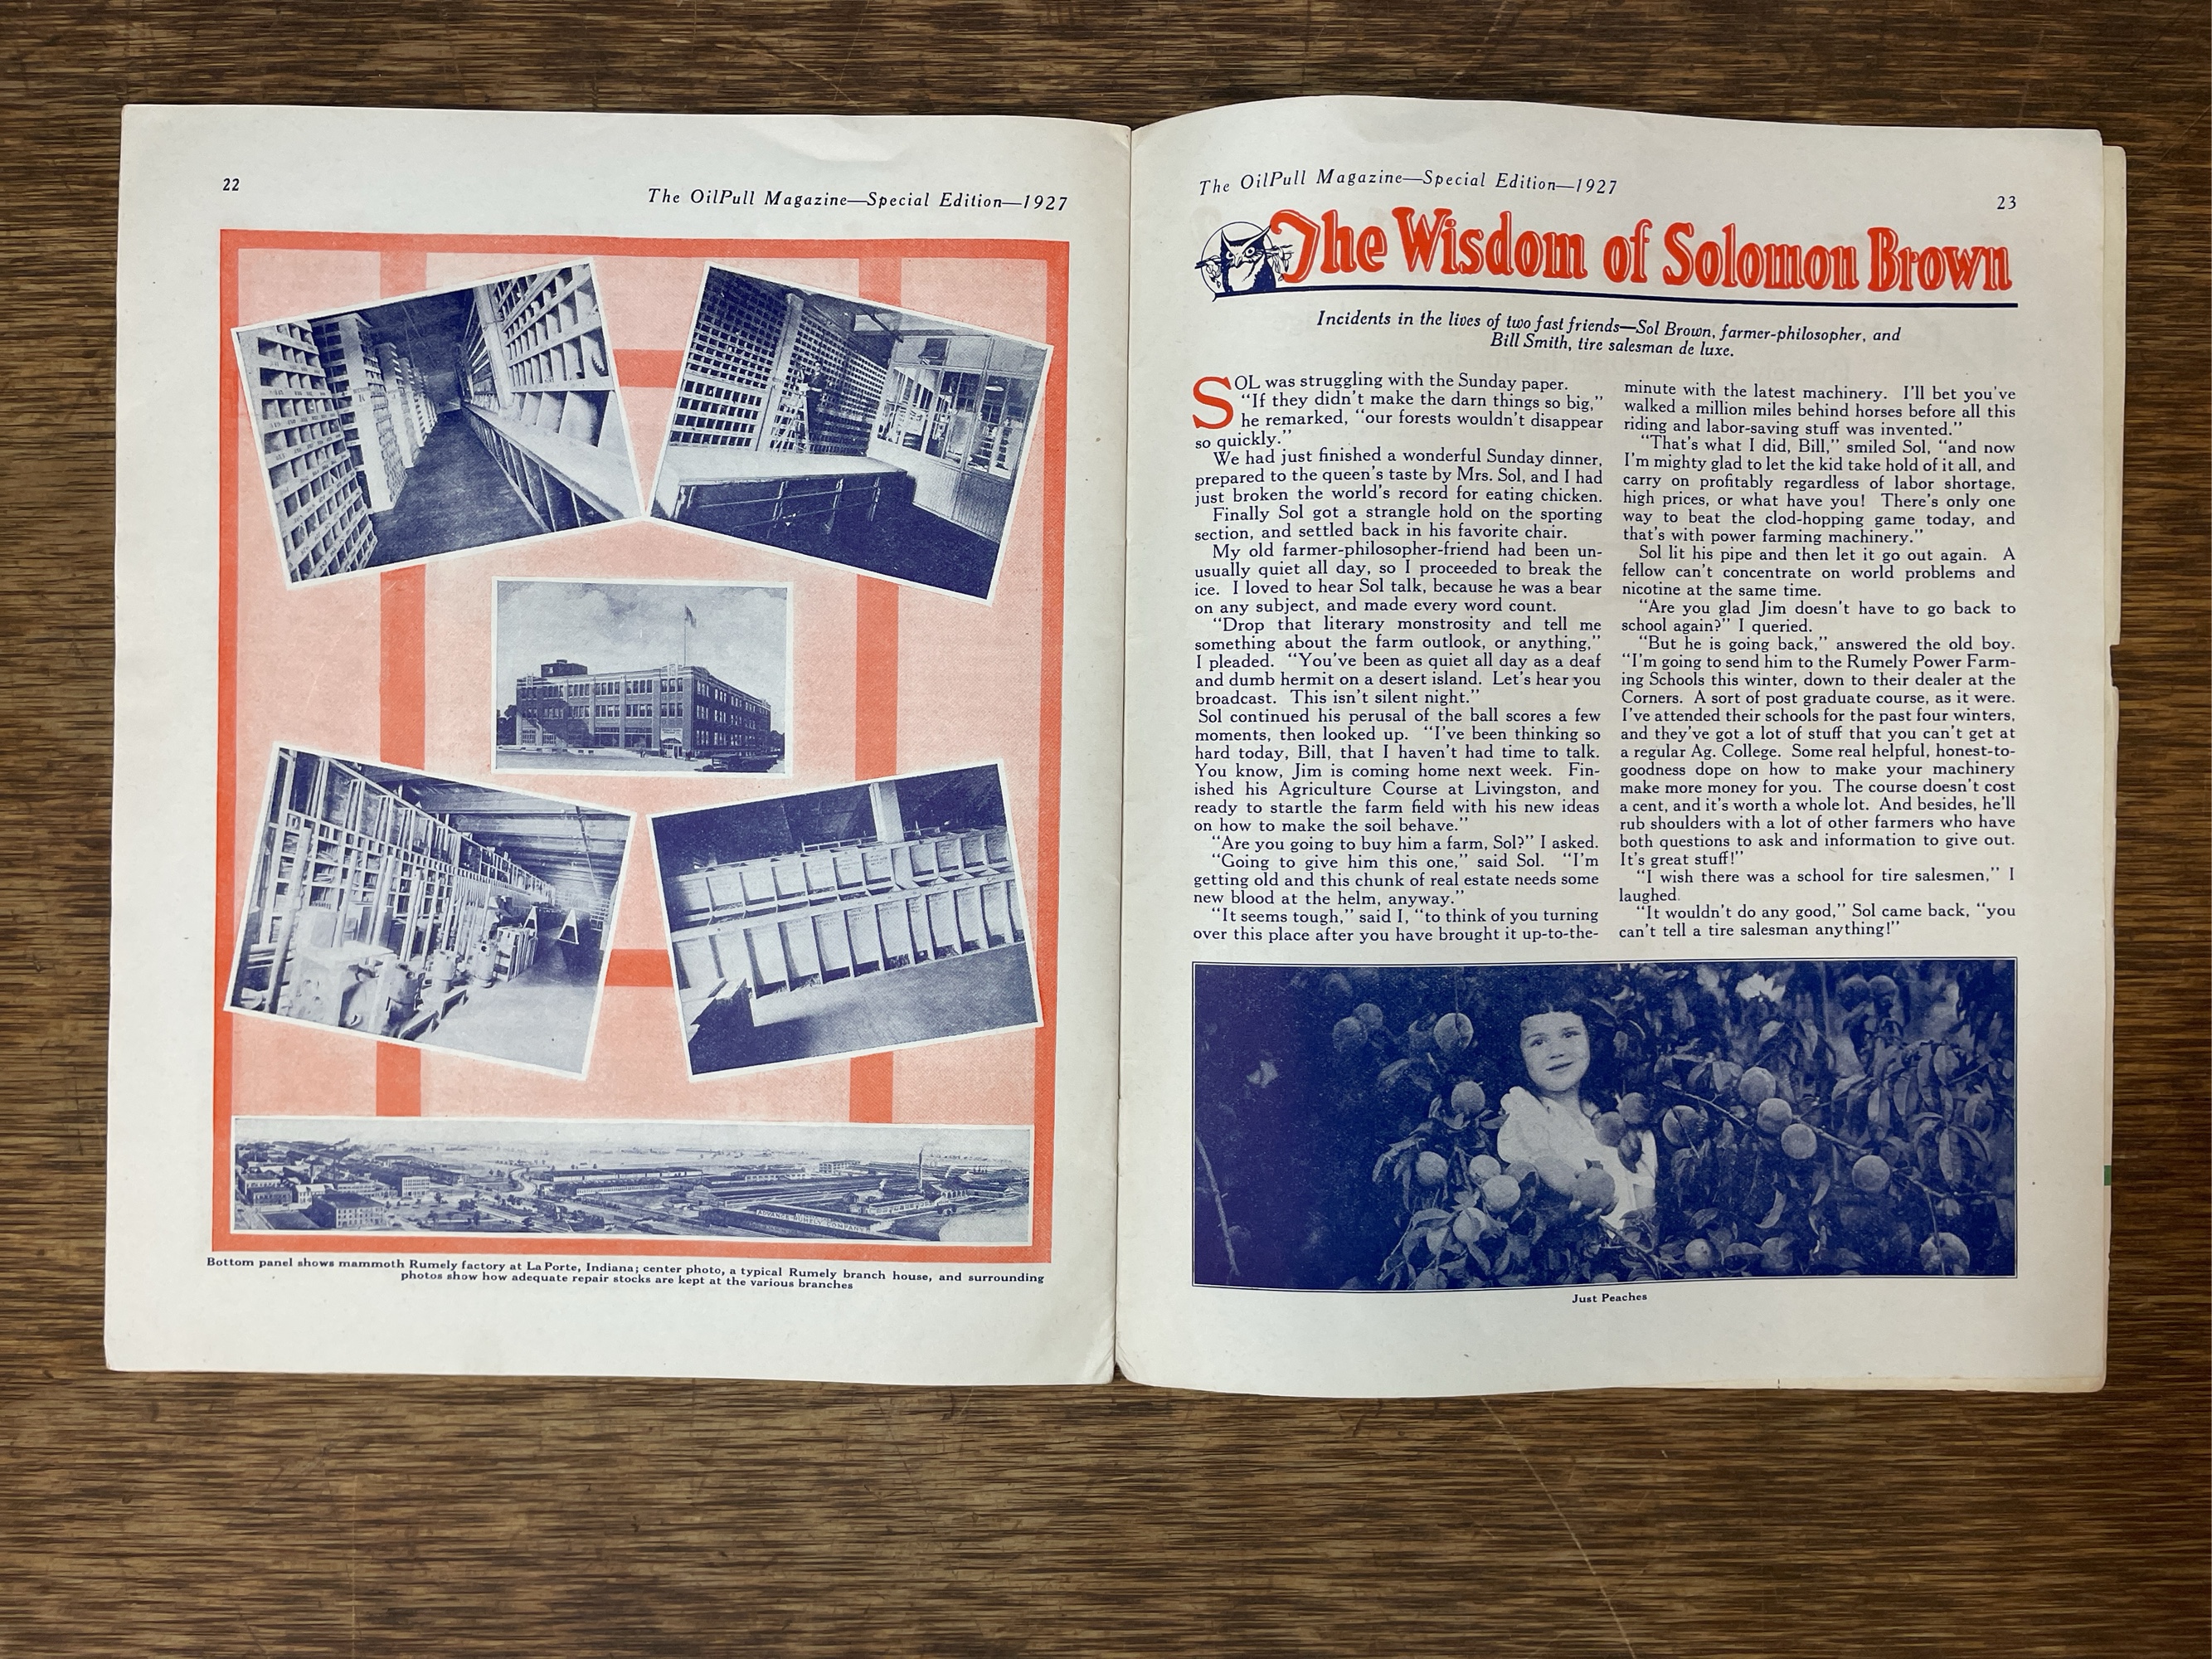 22
The OilPull Magazine—Special Edition—1927
ADVANCE-RUMELY COMPANY
Bottom panel shows mammoth Rumely factory at La Porte, Indiana; center photo, a typical Rumely branch house, and surrounding
photos show how adequate repair stocks are kept at the various branches
The OilPull Magazine—Special Edition—1927
23
The Wisdom of Solomon Brown
Incidents in the lives of two fast friends—Sol Brown, farmer-philosopher, and
Bill Smith, tire salesman de luxe.
SOL was struggling with the Sunday paper.
“If they didn’t make the darn things so big,”
he remarked, “our forests wouldn’t disappear
so quickly.”
We had just finished a wonderful Sunday dinner,
prepared to the queen’s taste by Mrs. Sol, and I had
just broken the world’s record for eating chicken.
Finally Sol got a strangle hold on the sporting
section, and settled back in his favorite chair.
My old farmer-philosopher-friend had been un-
usually quiet all day, so I proceeded to break the
ice. I loved to hear Sol talk, because he was a bear
on any subject, and made every word count.
“Drop that literary monstrosity and tell me
something about the farm outlook, or anything,”
I pleaded. “You’ve been as quiet all day as a deaf
and dumb hermit on a desert island. Let’s hear you
broadcast. This isn’t silent night.”
Sol continued his perusal of the ball scores a few
moments, then looked up. “I’ve been thinking so
hard today, Bill, that I haven’t had time to talk.
You know, Jim is coming home next week. Fin-
ished his Agriculture Course at Livingston, and
ready to startle the farm field with his new ideas
on how to make the soil behave.”
“Are you going to buy him a farm, Sol?” I asked.
“Going to give him this one,” said Sol. “I’m
getting old and this chunk of real estate needs some
new blood at the helm, anyway.”
“It seems tough,” said I, “to think of you turning
over this place after you have brought it up-to-the-
minute with the latest machinery. I’ll bet you’ve
walked a million miles behind horses before all this
riding and labor-saving stuff was invented.”
“That’s what I did, Bill,” smiled Sol, “and now
I’m mighty glad to let the kid take hold of it all, and
carry on profitably regardless of labor shortage,
high prices, or what have you! There’s only one
way to beat the clod-hopping game today, and
that’s with power farming machinery.”
Sol lit his pipe and then let it go out again. A
fellow can’t concentrate on world problems and
nicotine at the same time.
“Are you glad Jim doesn’t have to go back to
school again?” I queried.
“But he is going back,” answered the old boy.
“I’m going to send him to the Rumely Power Farm-
ing Schools this winter, down to their dealer at the
Corners. A sort of post graduate course, as it were.
I’ve attended their schools for the past four winters,
and they’ve got a lot of stuff that you can’t get at
a regular Ag. College. Some real helpful, honest-to-
goodness dope on how to make your machinery
make more money for you. The course doesn’t cost
a cent, and it’s worth a whole lot. And besides, he’ll
rub shoulders with a lot of other farmers who have
both questions to ask and information to give out.
It’s great stuff!”
“I wish there was a school for tire salesmen,” I
laughed.
“It wouldn’t do any good,” Sol came back, “you
can’t tell a tire salesman anything!”
Just Peaches